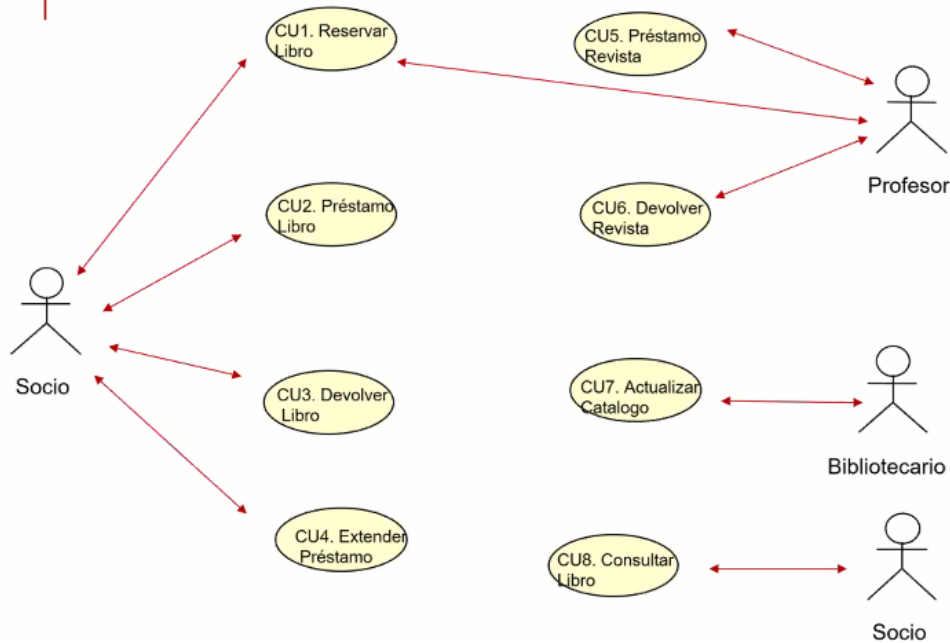 CU1. Reservar
Libro
CU5. Préstamo
Revista
Profesor
CU2. Préstamo
Libro
CU6. Devolver
Revista
Socio
CU3. Devolver
Libro
CU7. Actualizar
Catalogo
Bibliotecario
CU4. Extender
Préstamo
CU8. Consultar
Libro
Socio